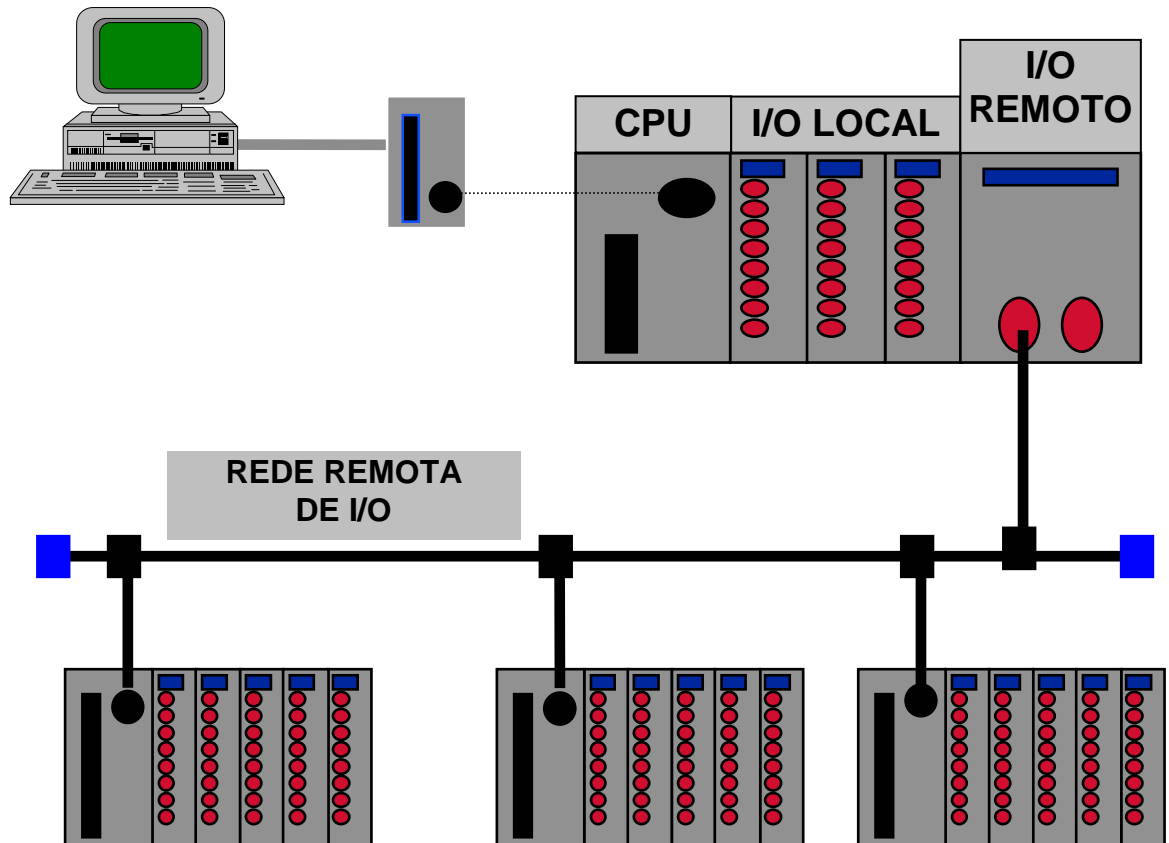 CPU
I/O LOCAL
I/O
REMOTO
REDE REMOTA
DE I/O